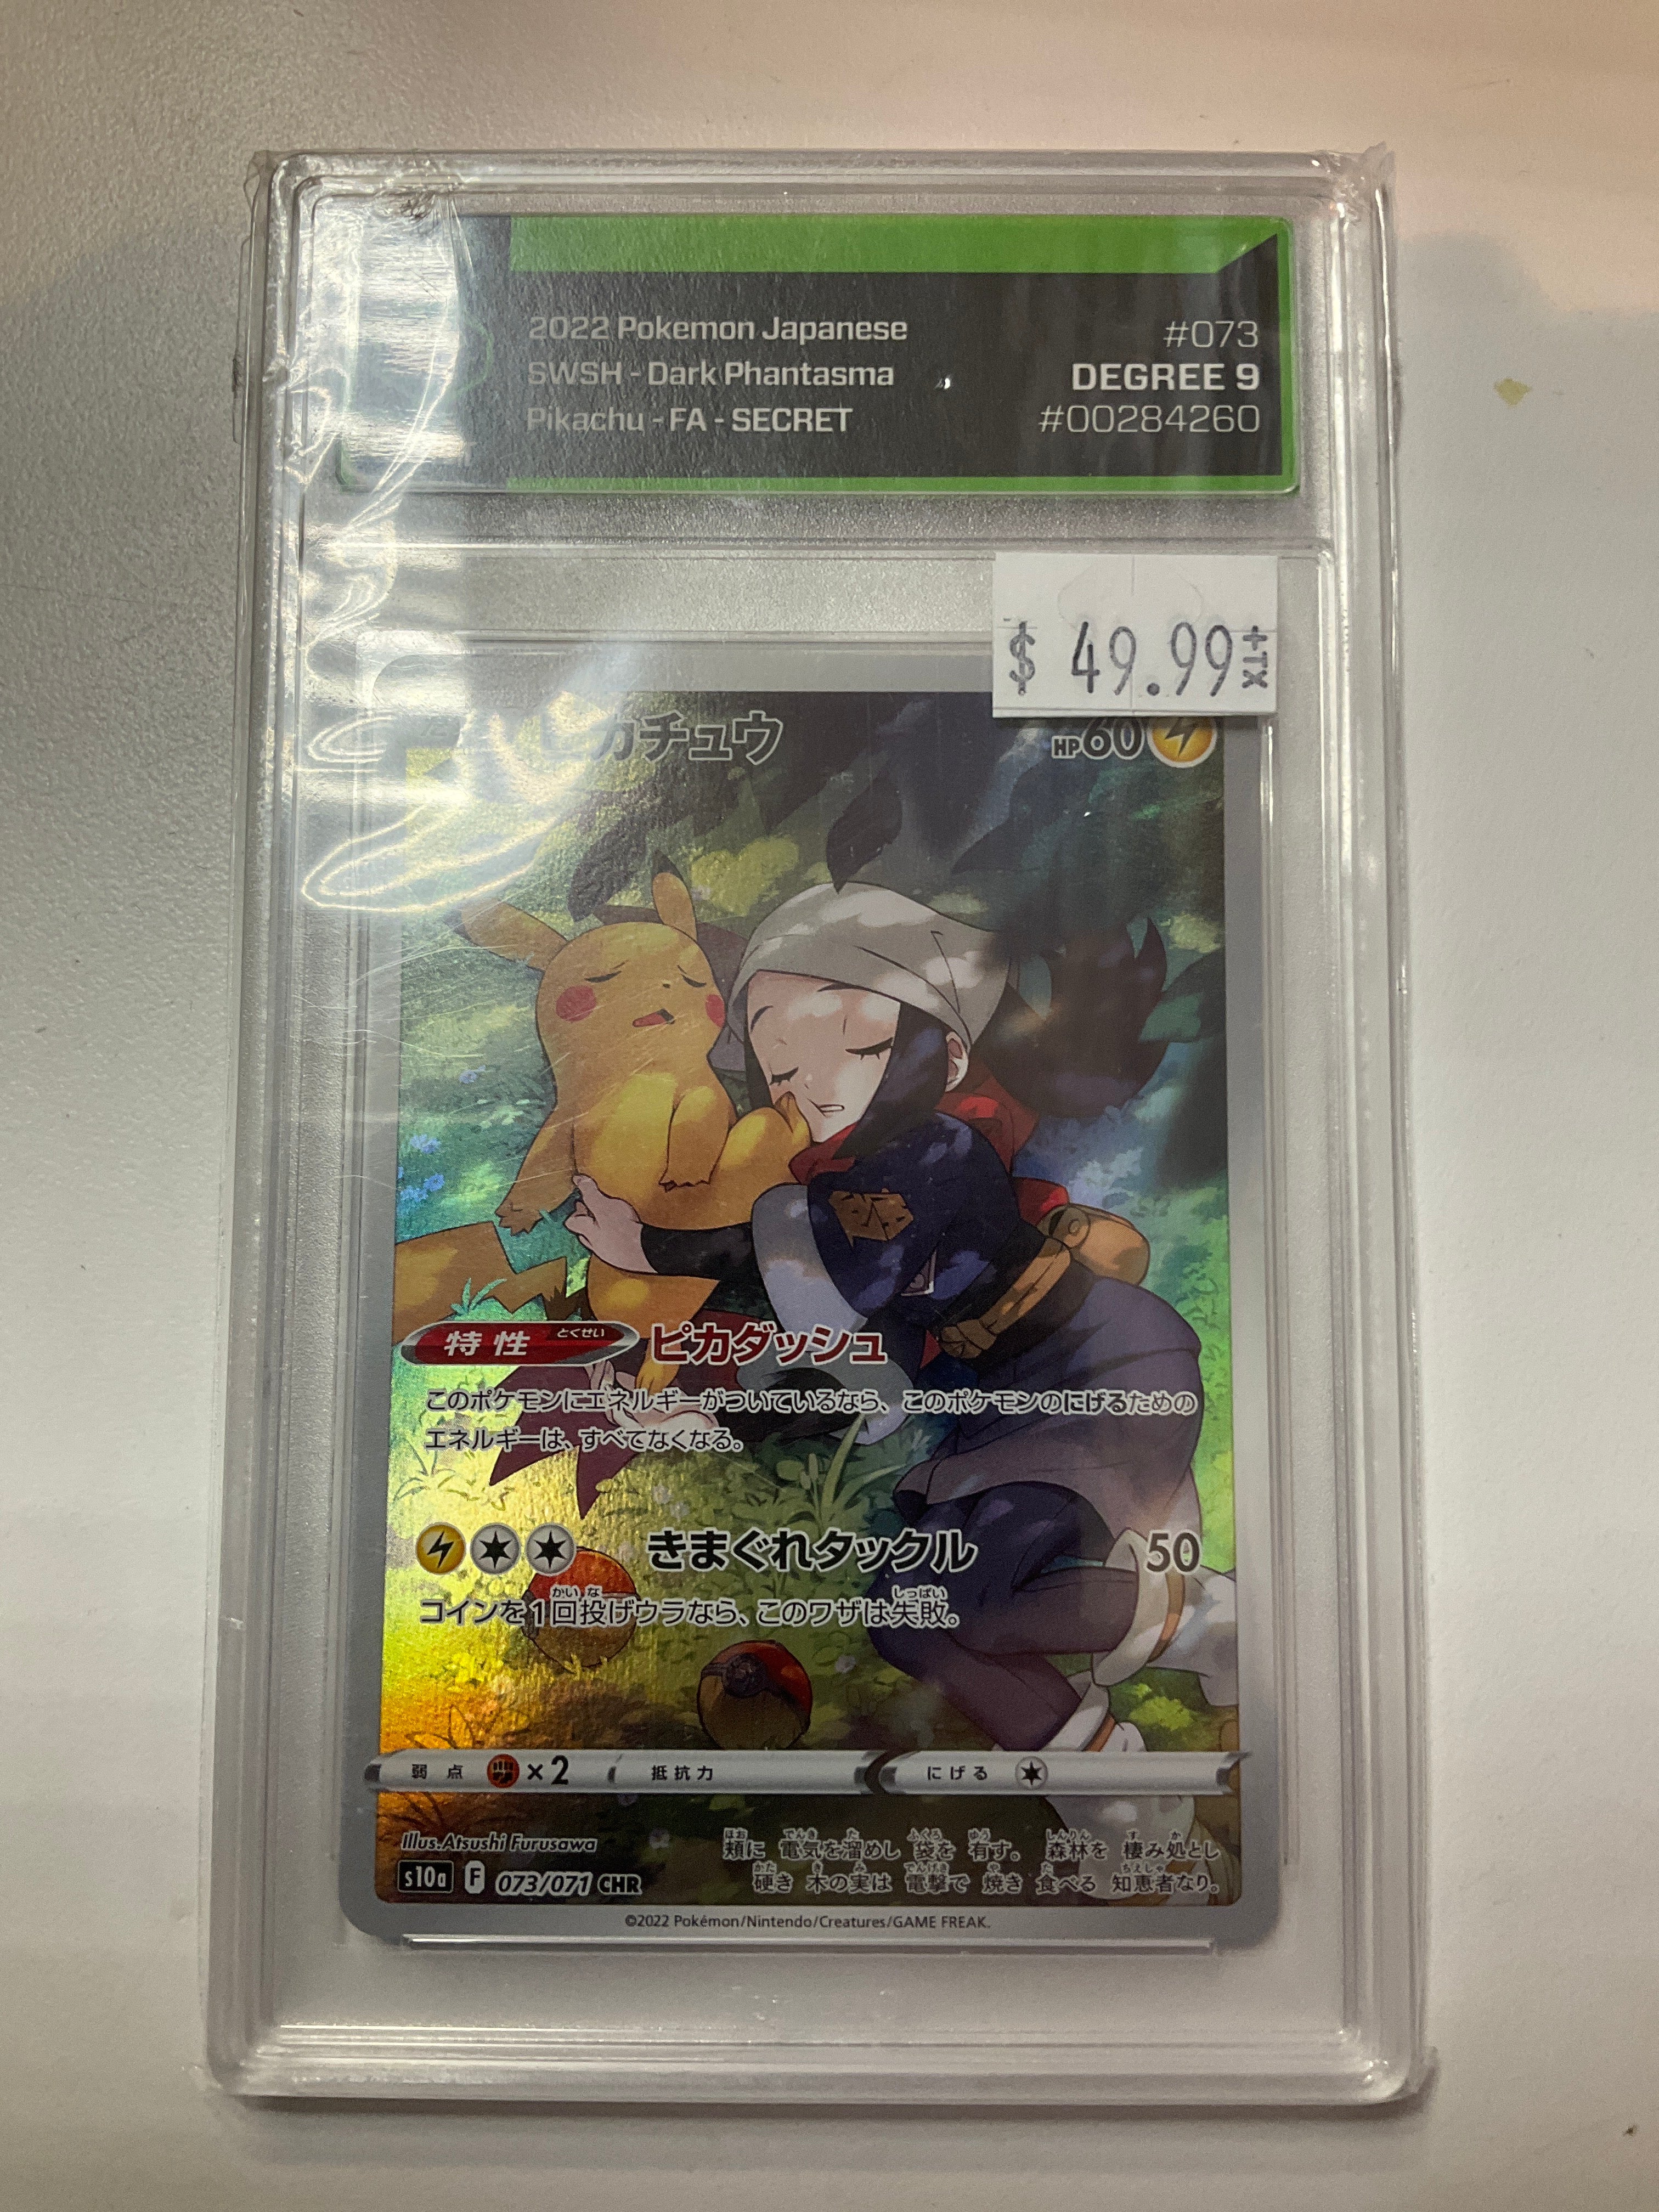 2022 Pokemon Japanese
SWSH - Dark Phantasma
Pikachu - FA - SECRET
#073
DEGREE 9
#00284260
$ 49.99 +TX
ピカチュウ
HP60
特性 とくせい ピカダッシュ
このポケモンにエネルギーがついているなら、このポケモンのにげるための
エネルギーは、すべてなくなる。
きまぐれタックル 50
コインを1回投げウラなら、このワザは失敗。
弱点 ×2 抵抗力 にげる
Illus. Atsushi Furusawa
s10a F 073/071 CHR
頬に 電気を溜めし 袋を 有す。 森林を 棲み処とし
硬き 木の実は 電撃で 焼き 食べる 知恵者なり。
©2022 Pokémon/Nintendo/Creatures/GAME FREAK.